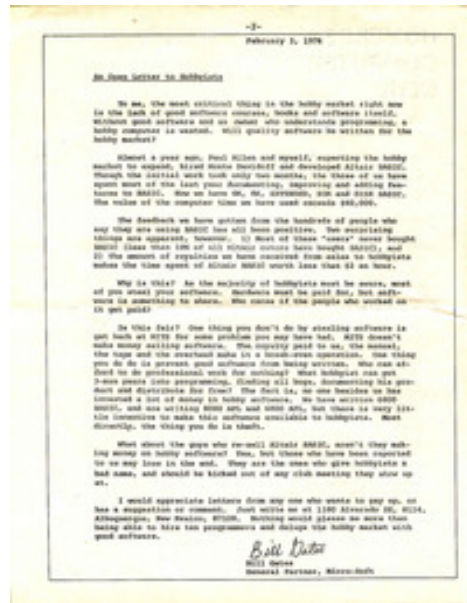 -2-
February 3, 1976
An Open Letter to Hobbyists
To me, the most critical thing in the hobby market right now
is the lack of good software courses, books and software itself.
Without good software and an owner who understands programming, a
hobby computer is wasted. Will quality software be written for the
hobby market?
Almost a year ago, Paul Allen and myself, expecting the hobby
market to expand, hired Monte Davidoff and developed Altair BASIC.
Though the initial work took only two months, the three of us have
spent most of the last year documenting, improving and adding fea-
tures to BASIC. Now we have 4K, 8K, EXTENDED, ROM and DISK BASIC.
The value of the computer time we have used exceeds $40,000.
The feedback we have gotten from the hundreds of people who
say they are using BASIC has all been positive. Two surprising
things are apparent, however. 1) Most of these "users" never bought
BASIC (less than 10% of all Altair owners have bought BASIC), and
2) The amount of royalties we have received from sales to hobbyists
makes the time spent of Altair BASIC worth less than $2 an hour.
Why is this? As the majority of hobbyists must be aware, most
of you steal your software. Hardware must be paid for, but soft-
ware is something to share. Who cares if the people who worked on
it get paid?
Is this fair? One thing you don't do by stealing software is
get back at MITS for some problem you may have had. MITS doesn't
make money selling software. The royalty paid to us, the manual,
the tape and the overhead make it a break-even operation. One thing
you do do is prevent good software from being written. Who can af-
ford to do professional work for nothing? What hobbyist can put
3-man years into programming, finding all bugs, documenting his pro-
duct and distribute for free? The fact is, no one besides us has
invested a lot of money in hobby software. We have written 6800
BASIC, and are writing 8080 APL and 6800 APL, but there is very lit-
tle incentive to make this software available to hobbyists. Most
directly, the thing you do is theft.
What about the guys who re-sell Altair BASIC, aren't they mak-
ing money on hobby software? Yes, but those who have been reported
to us may lose in the end. They are the ones who give hobbyists a
bad name, and should be kicked out of any club meeting they show up
at.
I would appreciate letters from any one who wants to pay up, or
has a suggestion or comment. Just write me at 1180 Alvarado SE, #114,
Albuquerque, New Mexico, 87108. Nothing would please me more than
being able to hire ten programmers and deluge the hobby market with
good software.
Bill Gates
Bill Gates
General Partner, Micro-Soft